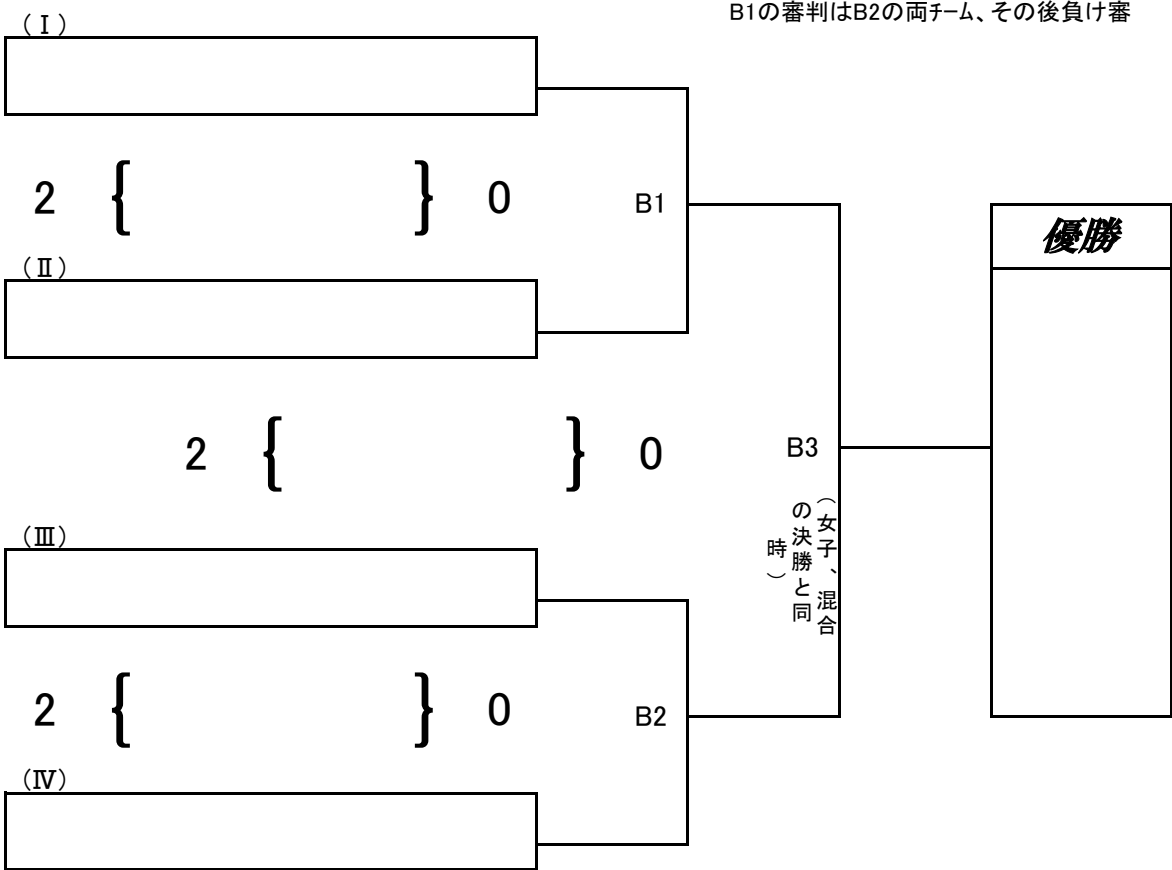 B1の審判はB2の両ﾁｰﾑ、その後負け審
（Ⅰ）
2 { } 0
B1
優勝
（Ⅱ）
2 { } 0
B3
（女子、混合
の決勝と同
時）
（Ⅲ）
2 { } 0
B2
（Ⅳ）